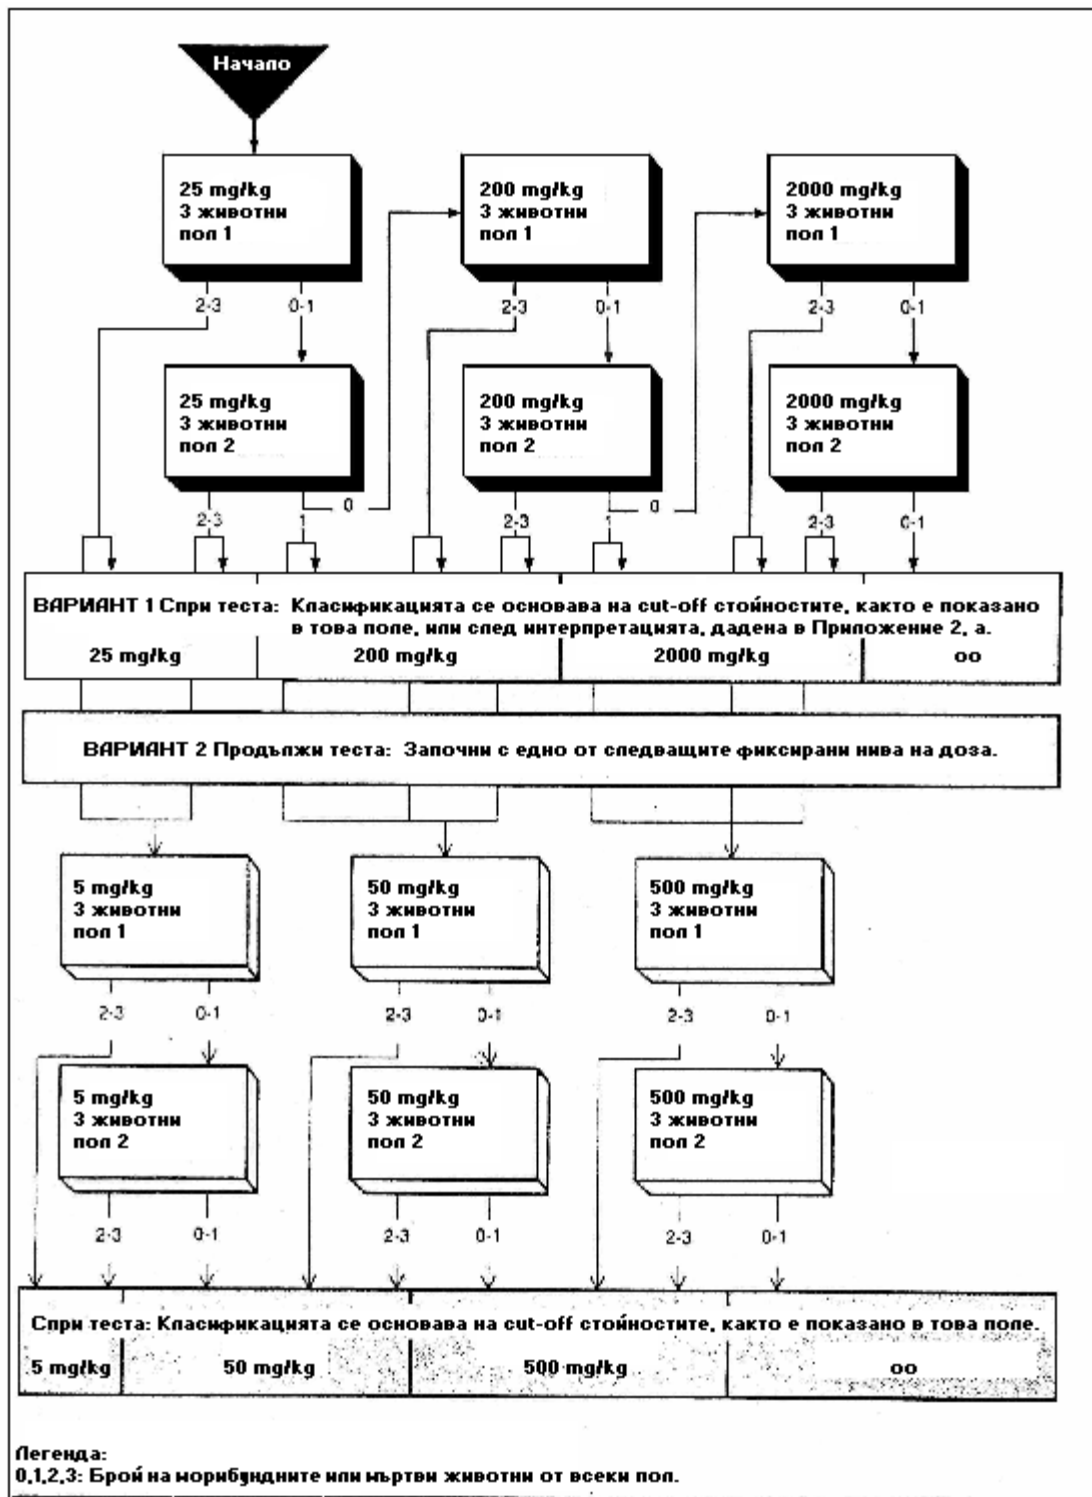 Начало
25 mg/kg
3 животни
пол 1
200 mg/kg
3 животни
пол 1
2000 mg/kg
3 животни
пол 1
2-3
0-1
2-3
0-1
2-3
0-1
25 mg/kg
3 животни
пол 2
200 mg/kg
3 животни
пол 2
2000 mg/kg
3 животни
пол 2
2-3
1
0
2-3
1
0
2-3
0-1
ВАРИАНТ 1 Спри теста: Класификацията се основава на cut-off стойностите, както е показано
в това поле, или след интерпретацията, дадена в Приложение 2, а.
25 mg/kg
200 mg/kg
2000 mg/kg
oo
ВАРИАНТ 2 Продължи теста: Започни с едно от следващите фиксирани нива на доза.
5 mg/kg
3 животни
пол 1
50 mg/kg
3 животни
пол 1
500 mg/kg
3 животни
пол 1
2-3
0-1
2-3
0-1
2-3
0-1
5 mg/kg
3 животни
пол 2
50 mg/kg
3 животни
пол 2
500 mg/kg
3 животни
пол 2
2-3
0-1
2-3
0-1
2-3
0-1
Спри теста: Класификацията се основава на cut-off стойностите, както е показано в това поле.
5 mg/kg
50 mg/kg
500 mg/kg
oo
Легенда:
0,1,2,3: Брой на морибундните или мъртви животни от всеки пол.